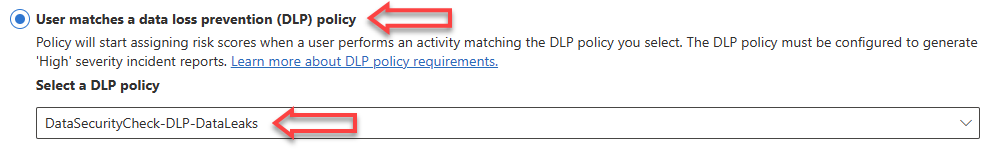 User matches a data loss prevention (DLP) policy
Policy will start assigning risk scores when a user performs an activity matching the DLP policy you select. The DLP policy must be configured to generate
'High' severity incident reports. Learn more about DLP policy requirements.
Select a DLP policy
DataSecurityCheck-DLP-DataLeaks